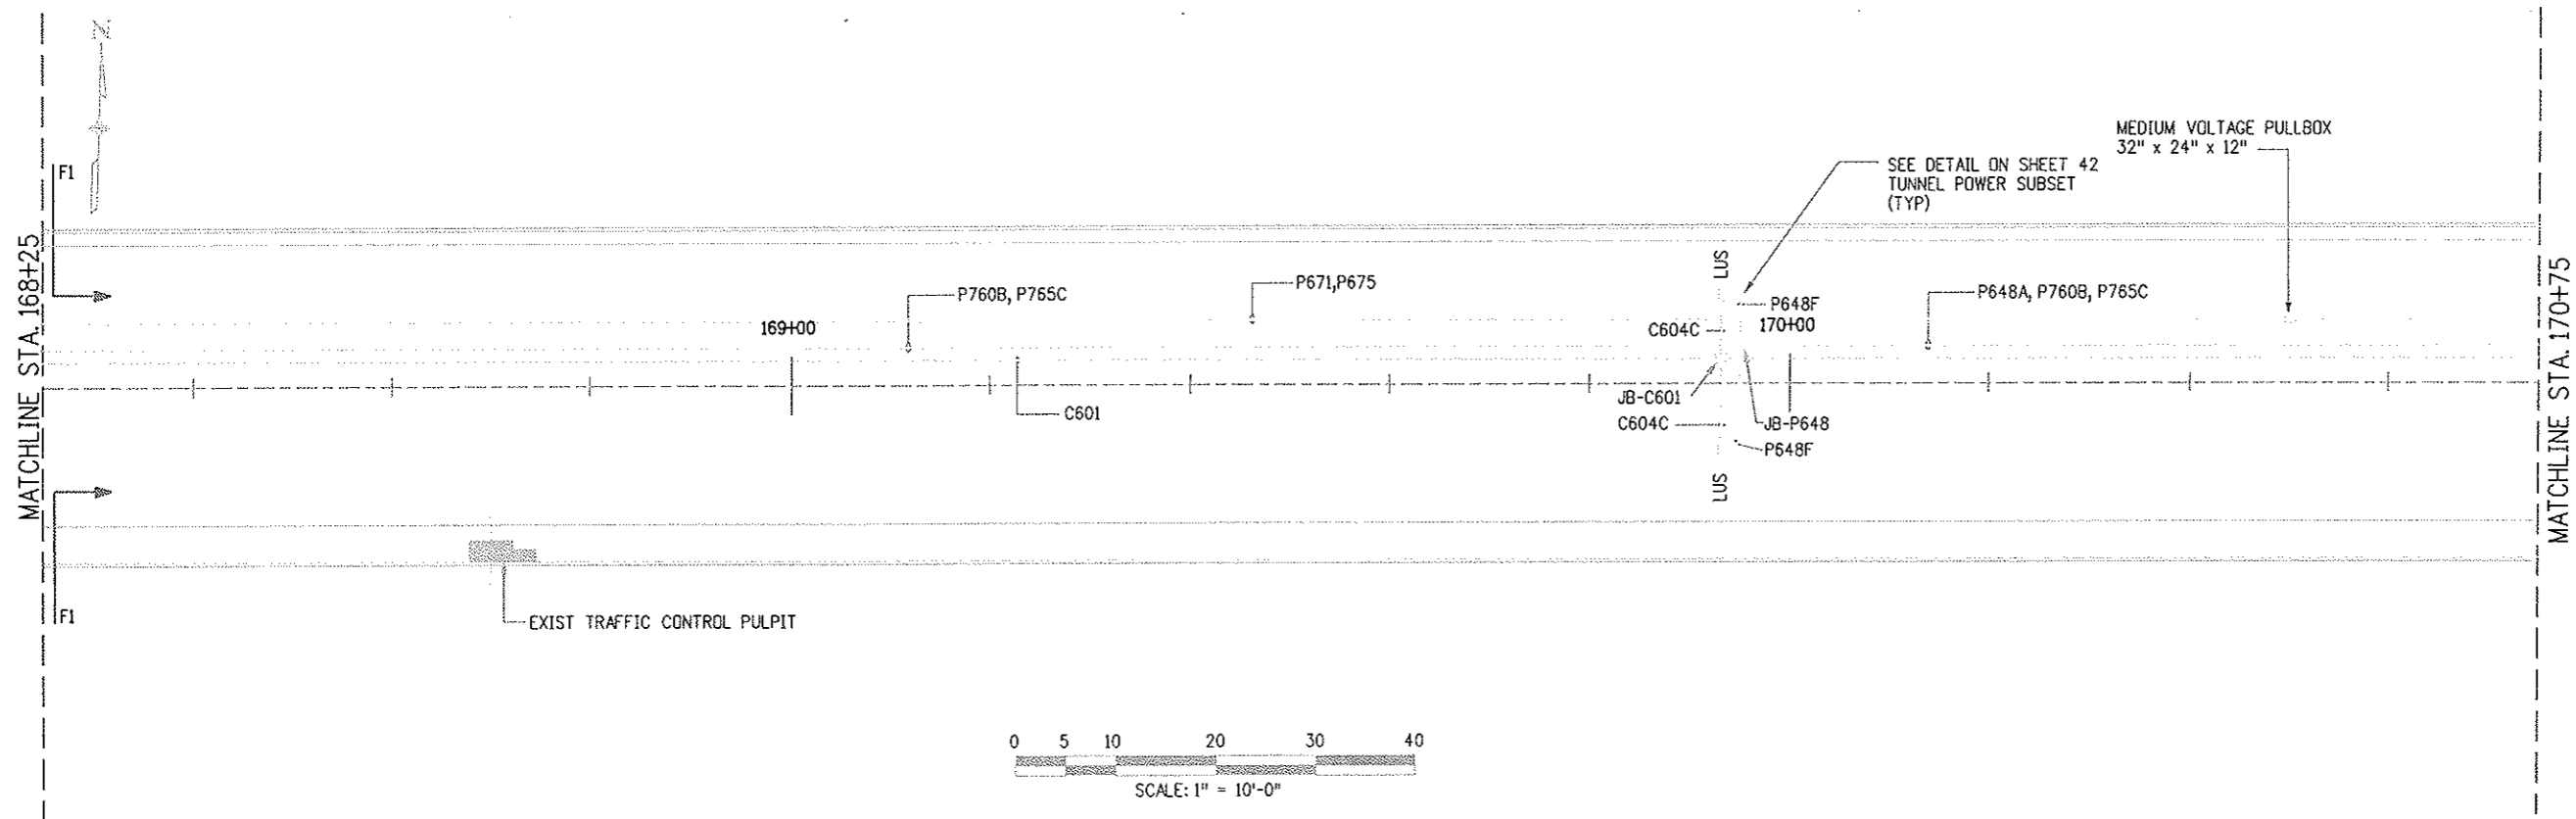 N
MEDIUM VOLTAGE PULLBOX
32" x 24" x 12"
F1
SEE DETAIL ON SHEET 42
TUNNEL POWER SUBSET
(TYP)
MATCHLINE STA. 168+25
LUS
P671,P675
P760B, P765C
P648F
P648A, P760B, P765C
MATCHLINE STA. 170+75
169+00
C604C
170+00
JB-C601
C601
C604C
JB-P648
P648F
LUS
F1
EXIST TRAFFIC CONTROL PULPIT
0 5 10 20 30 40
SCALE: 1" = 10'-0"